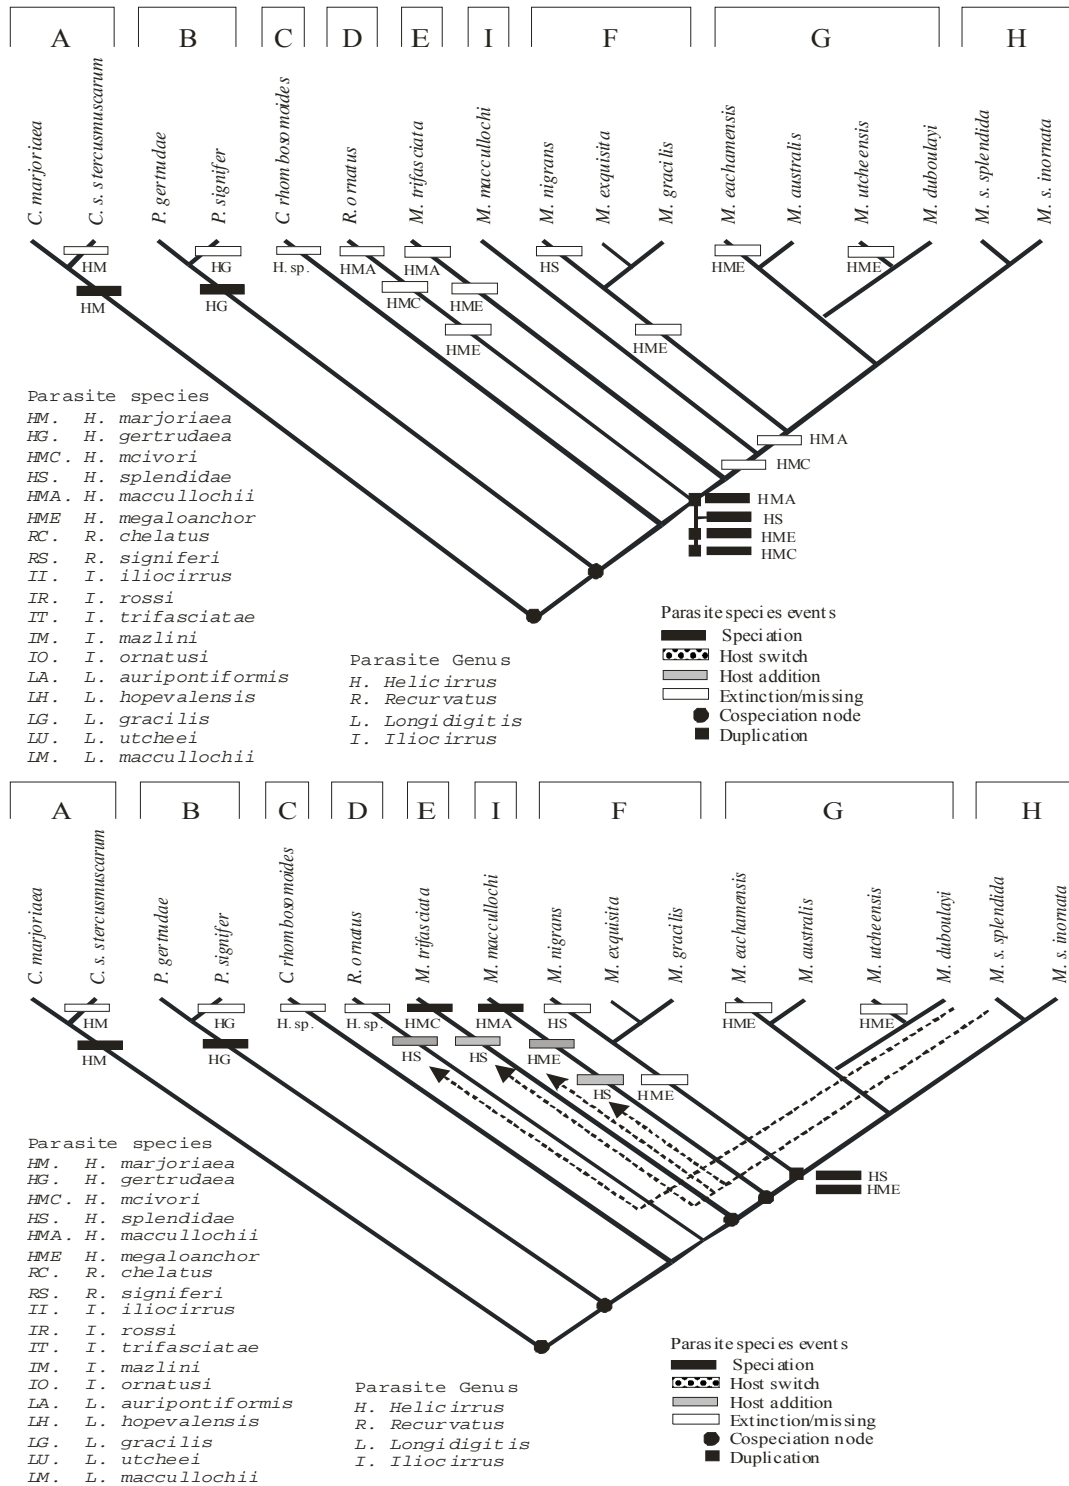 A B C D E I F G H
C. marjoriaea
C. s. stercusmuscarum
P. gertrudae
P. signifer
C. rhombosomoides
R. ornatus
M. trifasciata
M. maccullochi
M. nigrans
M. exquisita
M. gracilis
M. eachamensis
M. australis
M. utcheensis
M. duboulayi
M. s. splendida
M. s. inornata
HM HG H. sp. HMA HMA HS HME HME
HM HG HMC HME
HME HME
HMA
HMC
HMA
HS
HME
HMC
Parasite species
HM. H. marjoriaea
HG. H. gertrudaea
HMC. H. mcivori
HS. H. splendidae
HMA. H. maccullochii
HME H. megaloanchor
RC. R. chelatus
RS. R. signiferi
II. I. iliocirrus
IR. I. rossi
IT. I. trifasciatae
IM. I. mazlini
IO. I. ornatusi
LA. L. auripontiformis
LH. L. hopevalensis
LG. L. gracilis
LU. L. utcheei
LM. L. maccullochii
Parasite Genus
H. Helicirrus
R. Recurvatus
L. Longidigitis
I. Iliocirrus
Parasite species events
Speciation
Host switch
Host addition
Extinction/missing
Cospeciation node
Duplication
A B C D E I F G H
C. marjoriaea
C. s. stercusmuscarum
P. gertrudae
P. signifer
C. rhombosomoides
R. ornatus
M. trifasciata
M. maccullochi
M. nigrans
M. exquisita
M. gracilis
M. eachamensis
M. australis
M. utcheensis
M. duboulayi
M. s. splendida
M. s. inornata
HM HG H. sp. H. sp. HMC HMA HS HME HME
HM HG HS HS HME
HS HME
HS
HME
Parasite species
HM. H. marjoriaea
HG. H. gertrudaea
HMC. H. mcivori
HS. H. splendidae
HMA. H. maccullochii
HME H. megaloanchor
RC. R. chelatus
RS. R. signiferi
II. I. iliocirrus
IR. I. rossi
IT. I. trifasciatae
IM. I. mazlini
IO. I. ornatusi
LA. L. auripontiformis
LH. L. hopevalensis
LG. L. gracilis
LU. L. utcheei
LM. L. maccullochii
Parasite Genus
H. Helicirrus
R. Recurvatus
L. Longidigitis
I. Iliocirrus
Parasite species events
Speciation
Host switch
Host addition
Extinction/missing
Cospeciation node
Duplication